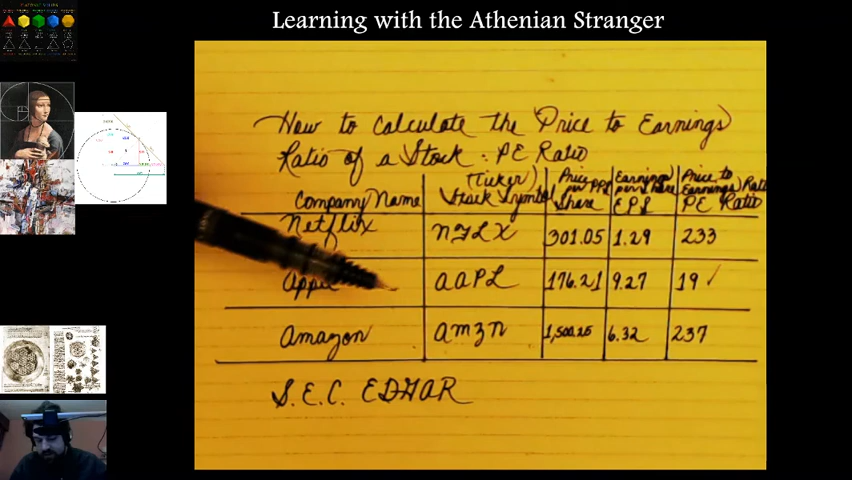 Learning with the Athenian Stranger
How to calculate the Price to Earnings
Ratio of a Stock: PE Ratio
Company Name | (Ticker) Stock Symbol | Price per Share PPS | Earnings per Share EPS | Price to Earnings Ratio PE Ratio
Netflix | NFLX | 301.05 | 1.29 | 233
Apple | AAPL | 176.21 | 9.27 | 19 ✓
Amazon | AMZN | 1,500.25 | 6.32 | 237
S.E.C. EDGAR